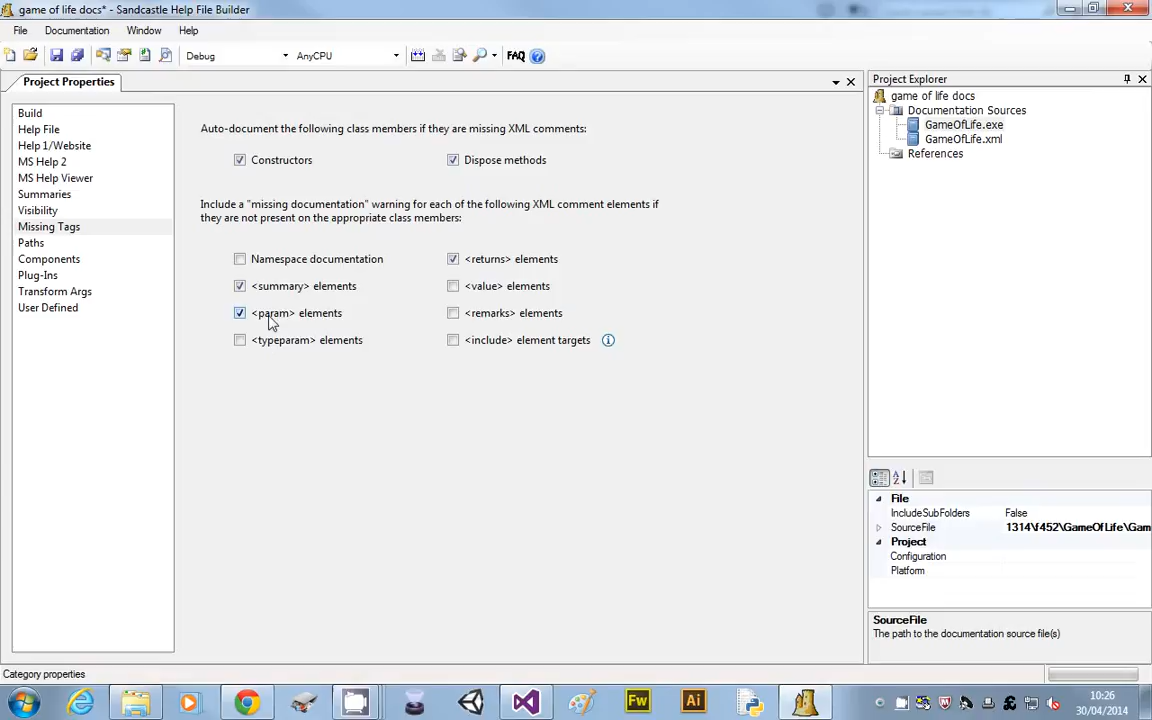 game of life docs* - Sandcastle Help File Builder
File Documentation Window Help
Debug AnyCPU FAQ
Project Properties
Build
Help File
Help 1/Website
MS Help 2
MS Help Viewer
Summaries
Visibility
Missing Tags
Paths
Components
Plug-Ins
Transform Args
User Defined
Auto-document the following class members if they are missing XML comments:
Constructors Dispose methods
Include a "missing documentation" warning for each of the following XML comment elements if
they are not present on the appropriate class members:
Namespace documentation <returns> elements
<summary> elements <value> elements
<param> elements <remarks> elements
<typeparam> elements <include> element targets
Project Explorer
game of life docs
Documentation Sources
GameOfLife.exe
GameOfLife.xml
References
File
IncludeSubFolders False
SourceFile 1314\f452\GameOfLife\Gam
Project
Configuration
Platform
SourceFile
The path to the documentation source file(s)
Category properties
Fw Ai
10:26
30/04/2014